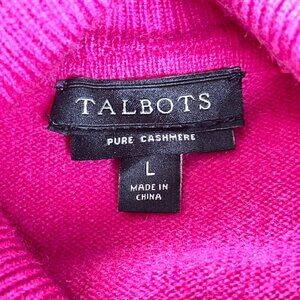 TALBOTS
PURE CASHMERE
L
MADE IN
CHINA